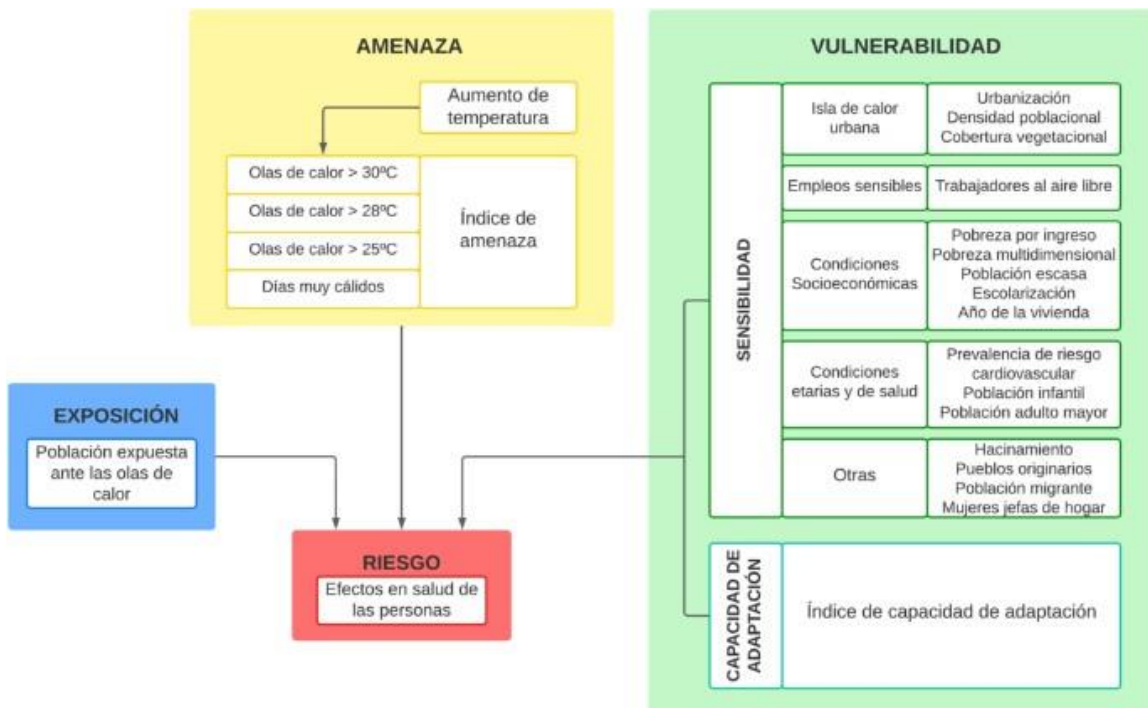 AMENAZA
Aumento de
temperatura
Olas de calor > 30ºC
Olas de calor > 28ºC
Olas de calor > 25ºC
Días muy cálidos
Índice de
amenaza
EXPOSICIÓN
Población expuesta
ante las olas de
calor
RIESGO
Efectos en salud de
las personas
VULNERABILIDAD
SENSIBILIDAD
Isla de calor
urbana
Urbanización
Densidad poblacional
Cobertura vegetacional
Empleos sensibles
Trabajadores al aire libre
Condiciones
Socioeconómicas
Pobreza por ingreso
Pobreza multidimensional
Población escasa
Escolarización
Año de la vivienda
Condiciones
etarias y de salud
Prevalencia de riesgo
cardiovascular
Población infantil
Población adulto mayor
Otras
Hacinamiento
Pueblos originarios
Población migrante
Mujeres jefas de hogar
CAPACIDAD DE
ADAPTACIÓN
Índice de capacidad de adaptación